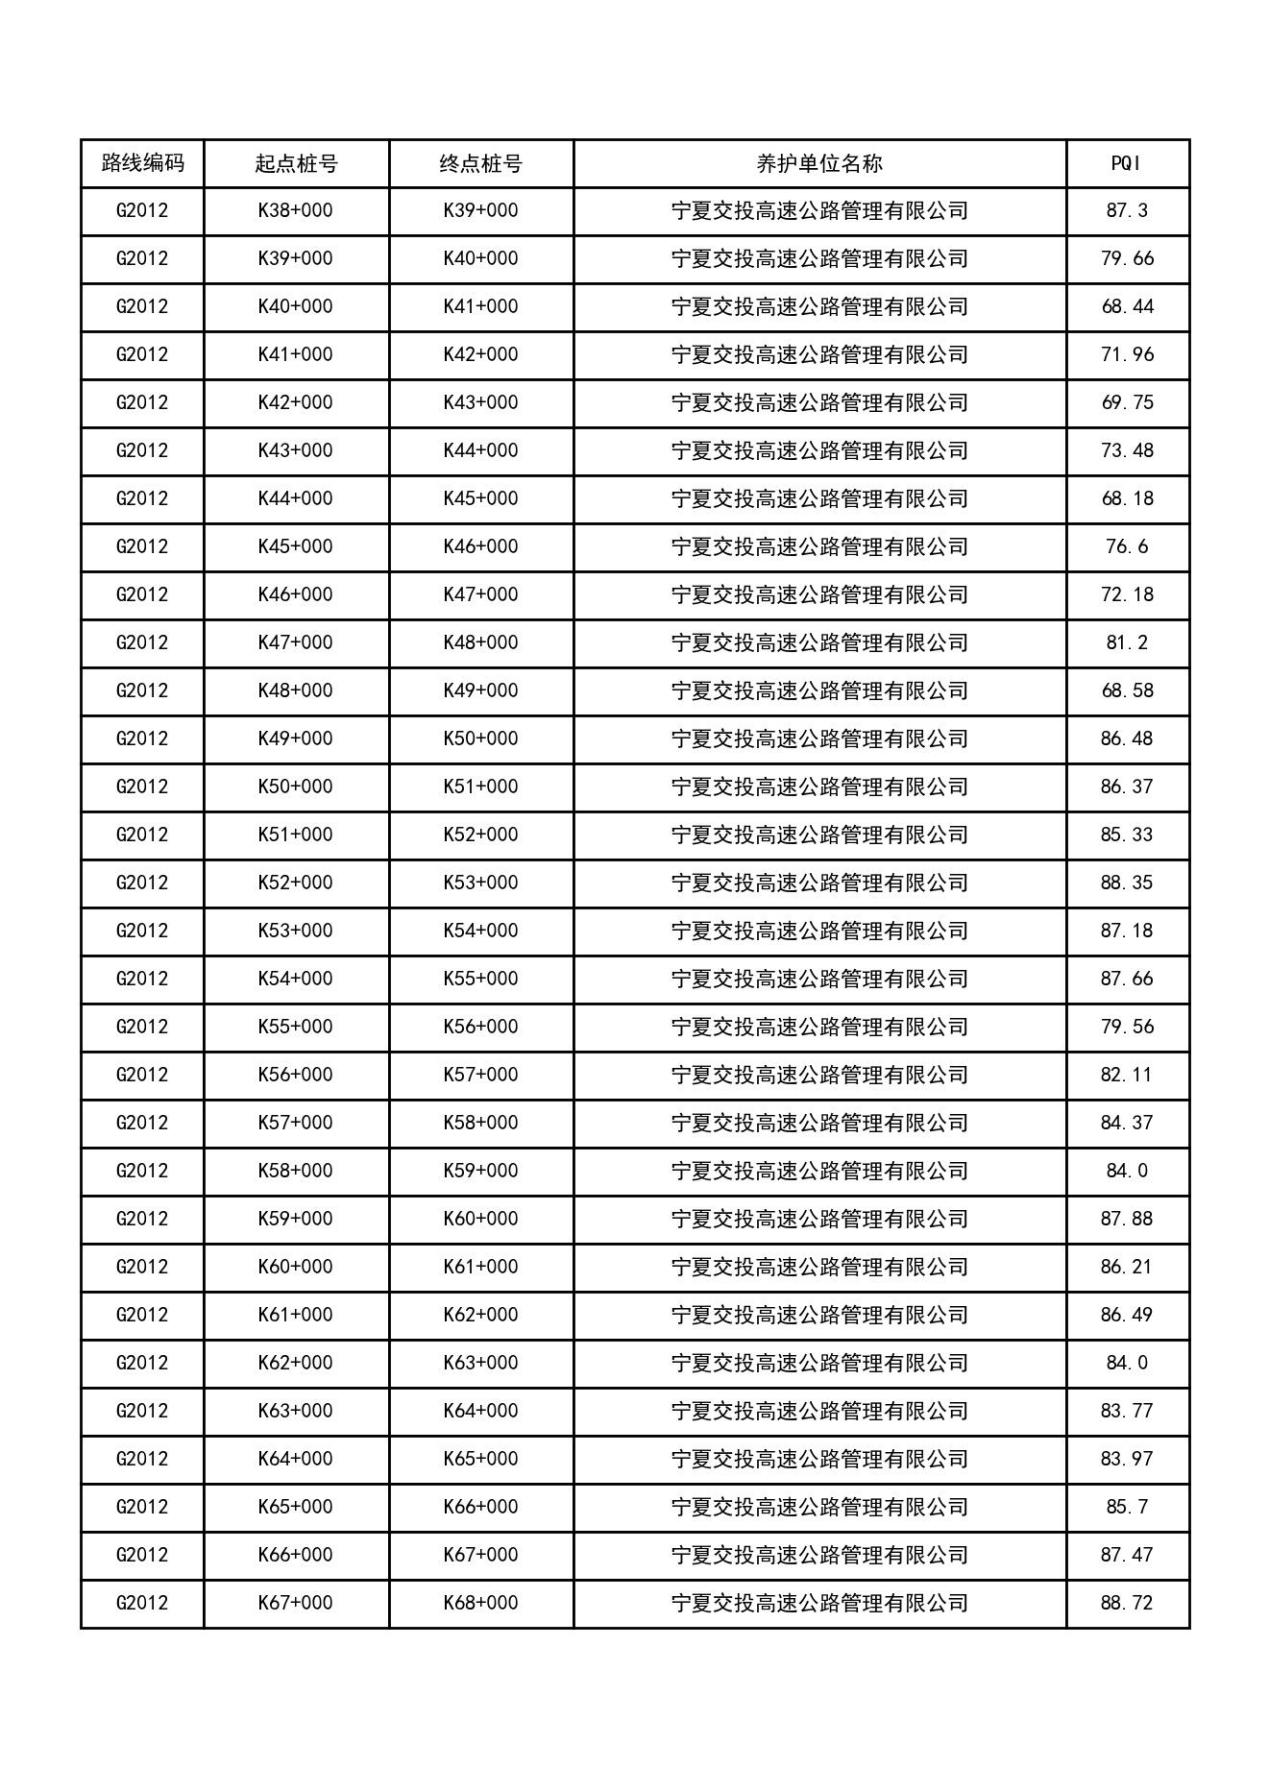 路线编码 起点桩号 终点桩号 养护单位名称 PQI
G2012 K38+000 K39+000 宁夏交投高速公路管理有限公司 87.3
G2012 K39+000 K40+000 宁夏交投高速公路管理有限公司 79.66
G2012 K40+000 K41+000 宁夏交投高速公路管理有限公司 68.44
G2012 K41+000 K42+000 宁夏交投高速公路管理有限公司 71.96
G2012 K42+000 K43+000 宁夏交投高速公路管理有限公司 69.75
G2012 K43+000 K44+000 宁夏交投高速公路管理有限公司 73.48
G2012 K44+000 K45+000 宁夏交投高速公路管理有限公司 68.18
G2012 K45+000 K46+000 宁夏交投高速公路管理有限公司 76.6
G2012 K46+000 K47+000 宁夏交投高速公路管理有限公司 72.18
G2012 K47+000 K48+000 宁夏交投高速公路管理有限公司 81.2
G2012 K48+000 K49+000 宁夏交投高速公路管理有限公司 68.58
G2012 K49+000 K50+000 宁夏交投高速公路管理有限公司 86.48
G2012 K50+000 K51+000 宁夏交投高速公路管理有限公司 86.37
G2012 K51+000 K52+000 宁夏交投高速公路管理有限公司 85.33
G2012 K52+000 K53+000 宁夏交投高速公路管理有限公司 88.35
G2012 K53+000 K54+000 宁夏交投高速公路管理有限公司 87.18
G2012 K54+000 K55+000 宁夏交投高速公路管理有限公司 87.66
G2012 K55+000 K56+000 宁夏交投高速公路管理有限公司 79.56
G2012 K56+000 K57+000 宁夏交投高速公路管理有限公司 82.11
G2012 K57+000 K58+000 宁夏交投高速公路管理有限公司 84.37
G2012 K58+000 K59+000 宁夏交投高速公路管理有限公司 84.0
G2012 K59+000 K60+000 宁夏交投高速公路管理有限公司 87.88
G2012 K60+000 K61+000 宁夏交投高速公路管理有限公司 86.21
G2012 K61+000 K62+000 宁夏交投高速公路管理有限公司 86.49
G2012 K62+000 K63+000 宁夏交投高速公路管理有限公司 84.0
G2012 K63+000 K64+000 宁夏交投高速公路管理有限公司 83.77
G2012 K64+000 K65+000 宁夏交投高速公路管理有限公司 83.97
G2012 K65+000 K66+000 宁夏交投高速公路管理有限公司 85.7
G2012 K66+000 K67+000 宁夏交投高速公路管理有限公司 87.47
G2012 K67+000 K68+000 宁夏交投高速公路管理有限公司 88.72